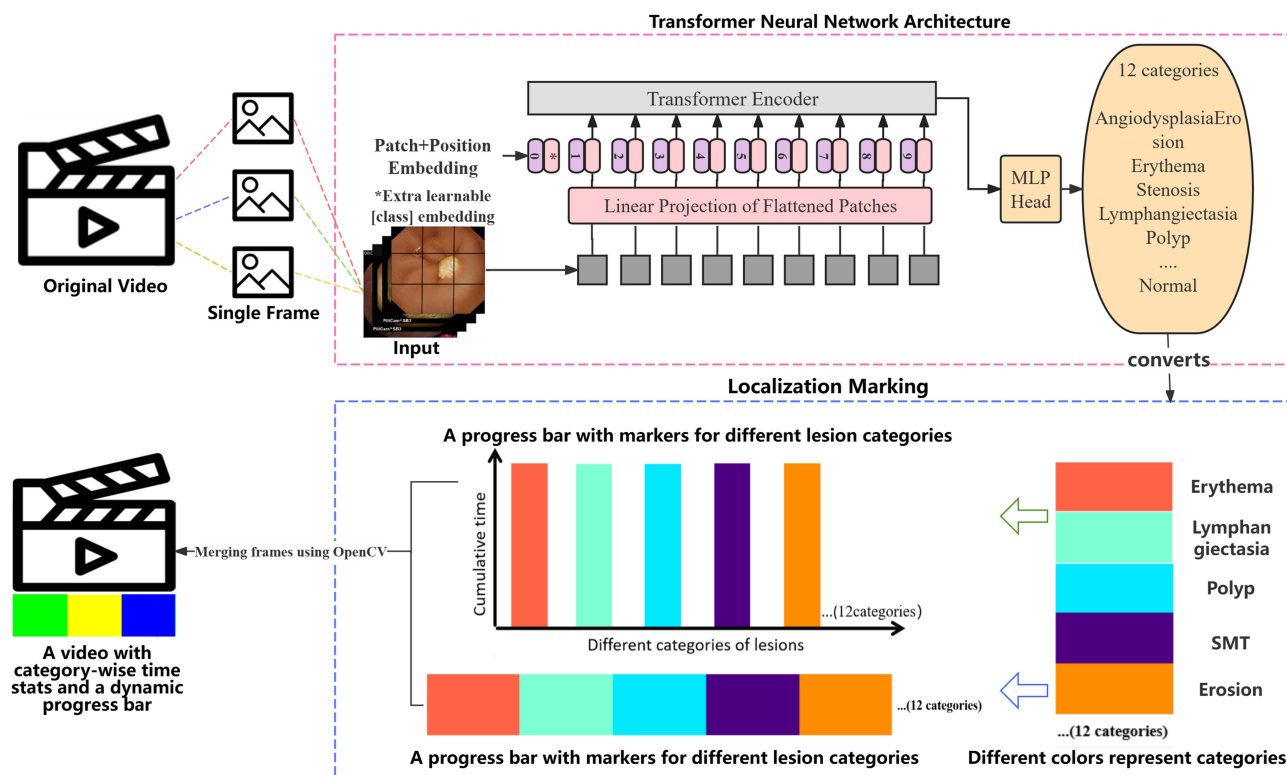 Transformer Neural Network Architecture
Original Video
Single Frame
Patch+Position
Embedding
*Extra learnable
[class] embedding
PillCam*SB3
PillCam*SB3
Input
Transformer Encoder
0 * 1 2 3 4 5 6 7 8 9
Linear Projection of Flattened Patches
MLP
Head
12 categories
AngiodysplasiaEro
sion
Erythema
Stenosis
Lymphangiectasia
Polyp
....
Normal
converts
Localization Marking
A progress bar with markers for different lesion categories
Cumulative time
...(12categories)
Different categories of lesions
...(12 categories)
A progress bar with markers for different lesion categories
Erythema
Lymphan
giectasia
Polyp
SMT
Erosion
...(12 categories)
Different colors represent categories
Merging frames using OpenCV
A video with
category-wise time
stats and a dynamic
progress bar